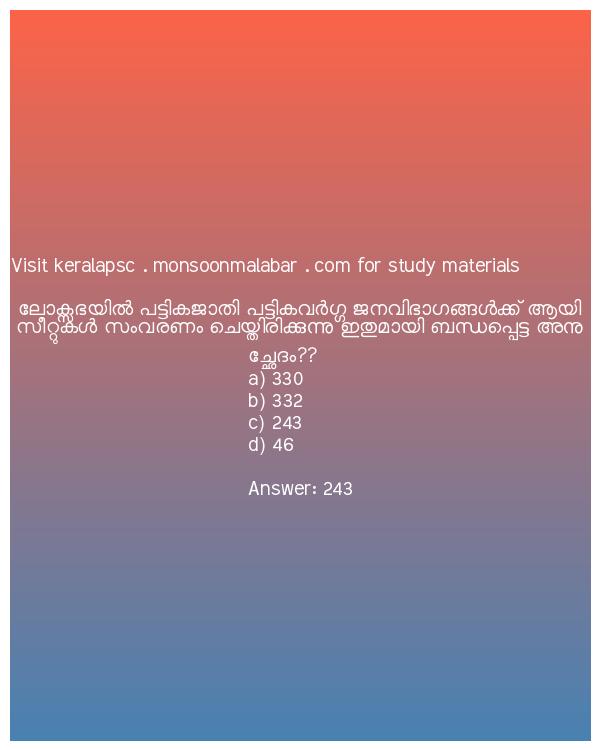 Visit keralapsc . monsoonmalabar . com for study materials
ലോക്സഭയിൽ പട്ടികജാതി പട്ടികവർഗ്ഗ ജനവിഭാഗങ്ങൾക്ക് ആയി
സീറ്റുകൾ സംവരണം ചെയ്തിരിക്കുന്നു ഇതുമായി ബന്ധപ്പെട്ട അനു
ച്ഛേദം??
a) 330
b) 332
c) 243
d) 46
Answer: 243